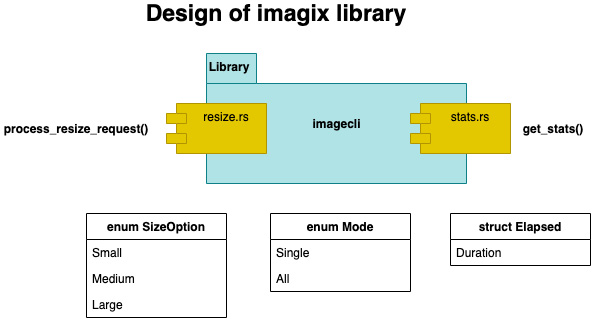 Design of imagix library
Library
resize.rs
stats.rs
process_resize_request()
imagecli
get_stats()
enum SizeOption
Small
Medium
Large
enum Mode
Single
All
struct Elapsed
Duration